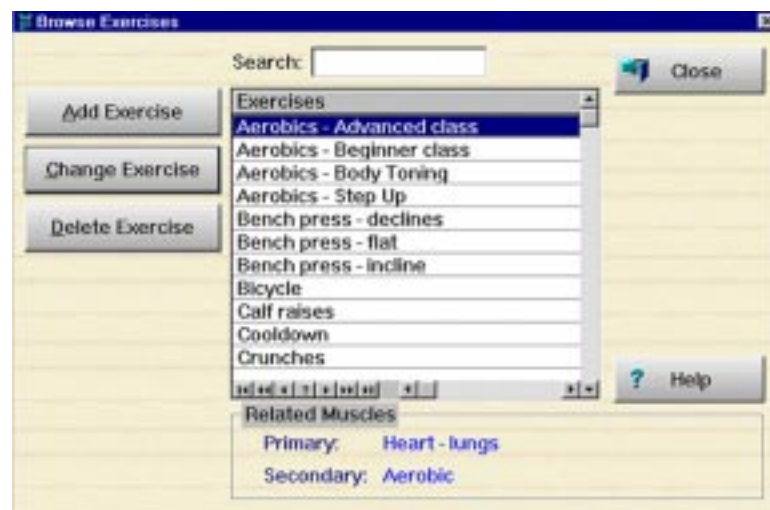 Browse Exercises
Search:
Close
Add Exercise
Change Exercise
Delete Exercise
Exercises
Aerobics - Advanced class
Aerobics - Beginner class
Aerobics - Body Toning
Aerobics - Step Up
Bench press - declines
Bench press - flat
Bench press - incline
Bicycle
Calf raises
Cooldown
Crunches
? Help
Related Muscles
Primary: Heart - lungs
Secondary: Aerobic